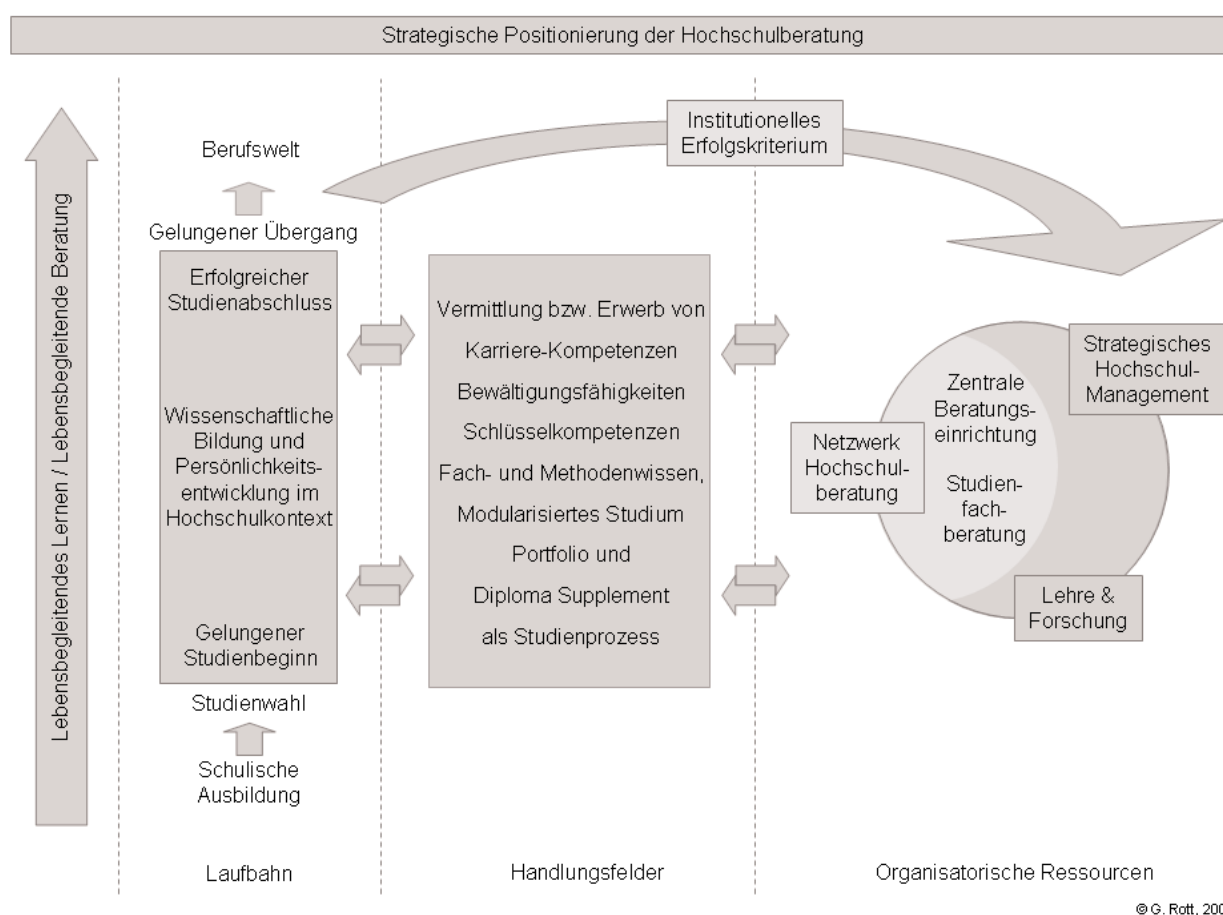 Strategische Positionierung der Hochschulberatung
Lebensbegleitendes Lernen / Lebensbegleitende Beratung
Berufswelt
Gelungener Übergang
Erfolgreicher
Studienabschluss
Wissenschaftliche
Bildung und
Persönlichkeits-
entwicklung im
Hochschulkontext
Gelungener
Studienbeginn
Studienwahl
Schulische
Ausbildung
Laufbahn
Vermittlung bzw. Erwerb von
Karriere-Kompetenzen
Bewältigungsfähigkeiten
Schlüsselkompetenzen
Fach- und Methodenwissen,
Modularisiertes Studium
Portfolio und
Diploma Supplement
als Studienprozess
Handlungsfelder
Institutionelles
Erfolgskriterium
Strategisches
Hochschul-
Management
Zentrale
Beratungs-
einrichtung
Netzwerk
Hochschul-
beratung
Studien-
fach-
beratung
Lehre &
Forschung
Organisatorische Ressourcen
© G. Rott, 200